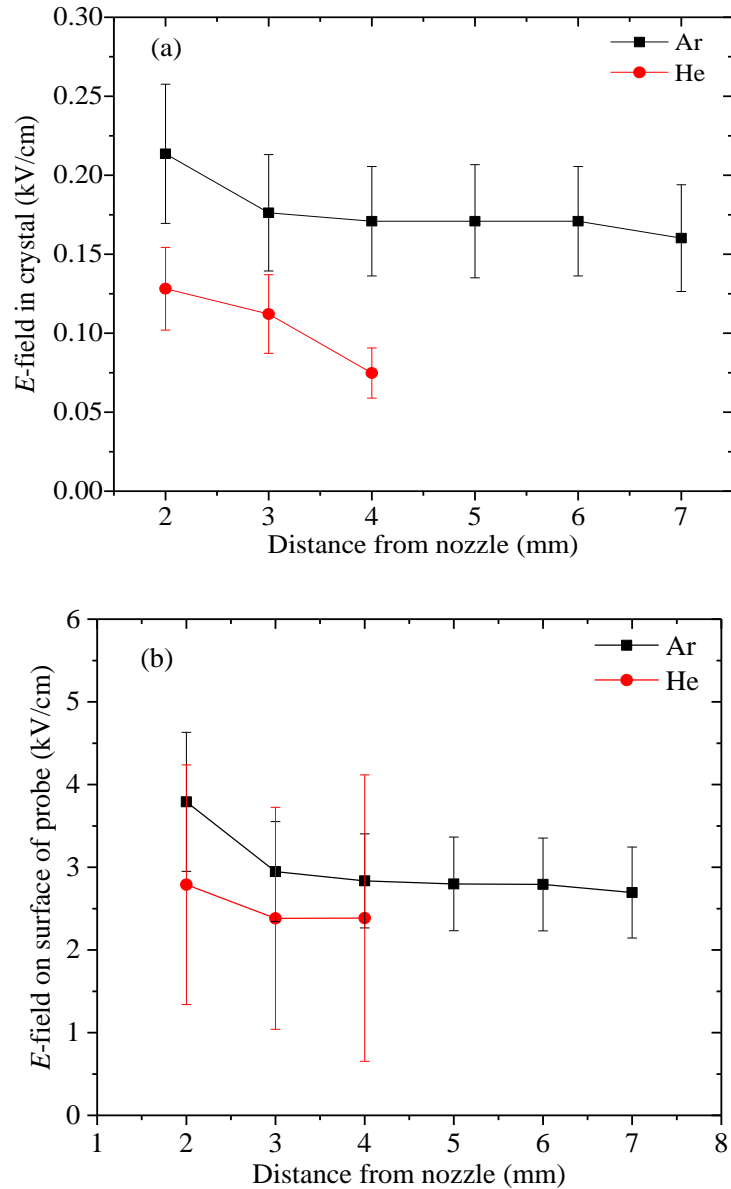 0.30
(a)
Ar
He
0.25
0.20
0.15
0.10
0.05
0.00
E-field in crystal (kV/cm)
2 3 4 5 6 7
Distance from nozzle (mm)
6
(b)
Ar
He
5
4
3
2
1
0
E-field on surface of probe (kV/cm)
1 2 3 4 5 6 7 8
Distance from nozzle (mm)